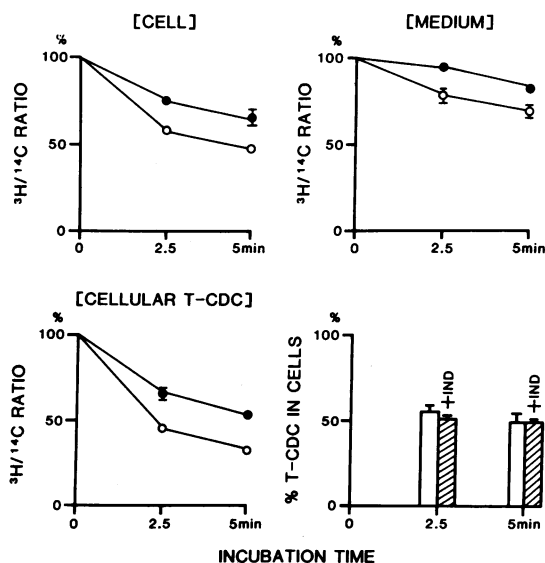 [CELL]
%
100
50
0
³H/¹⁴C RATIO
0 2.5 5min
[MEDIUM]
%
100
50
0
³H/¹⁴C RATIO
0 2.5 5min
[CELLULAR T-CDC]
%
100
50
0
³H/¹⁴C RATIO
0 2.5 5min
%
100
50
0
% T-CDC IN CELLS
+IND
+IND
0 2.5 5min
INCUBATION TIME